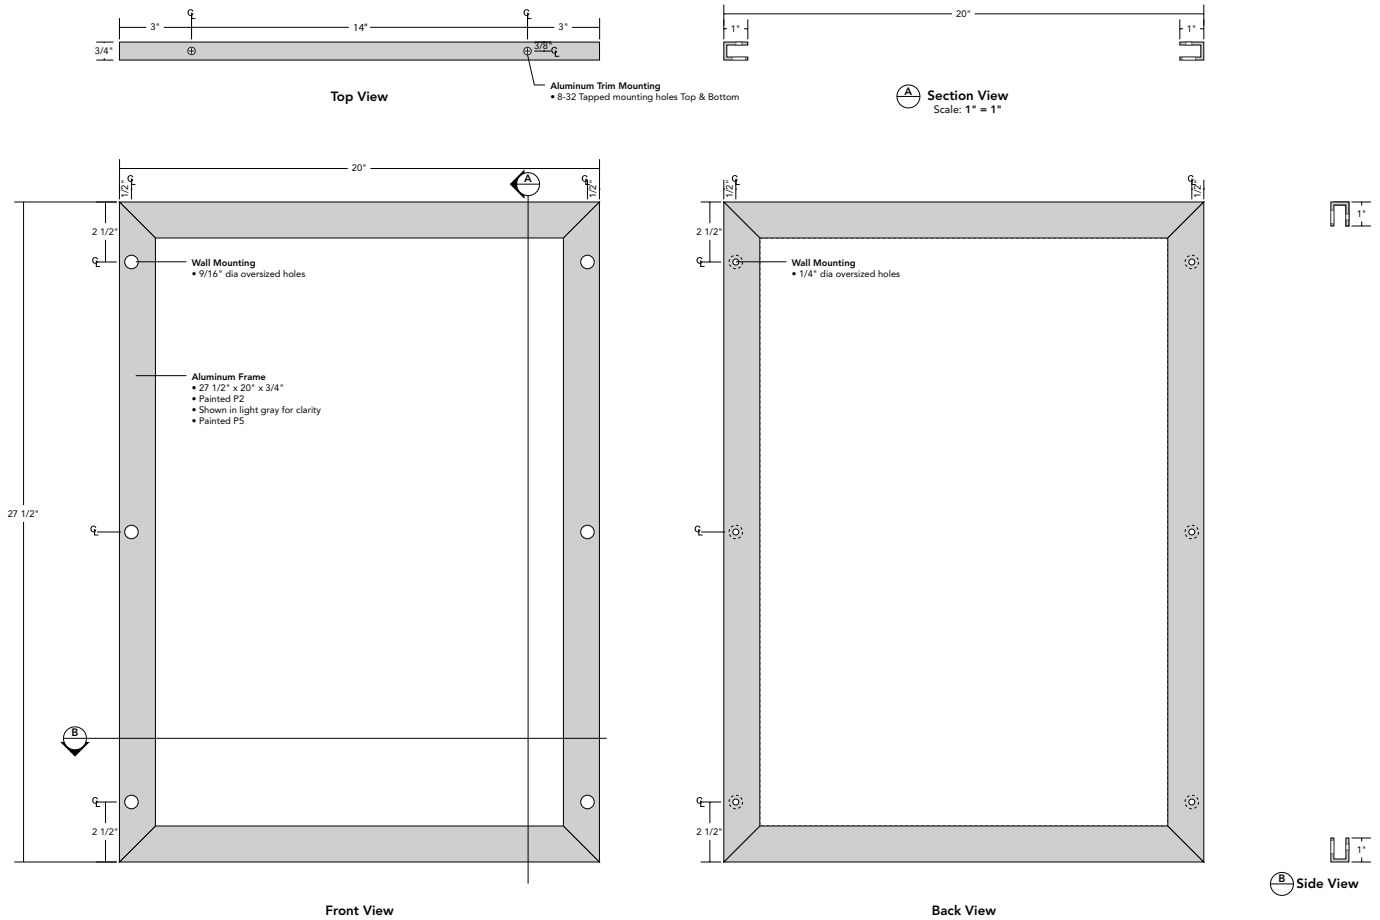 ℄ ℄
3" 14" 3"
3/4" 3/8" ℄
Top View
Aluminum Trim Mounting
• 8-32 Tapped mounting holes Top & Bottom
20"
1" 1"
A Section View
Scale: 1" = 1"
20"
℄ A ℄
1/2" 1/2"
2 1/2"
℄
Wall Mounting
• 9/16" dia oversized holes
Aluminum Frame
• 27 1/2" x 20" x 3/4"
• Painted P2
• Shown in light gray for clarity
• Painted P5
27 1/2"
℄
B
℄
2 1/2"
Front View
℄ ℄
1/2" 1/2"
2 1/2"
℄
Wall Mounting
• 1/4" dia oversized holes
℄
℄
2 1/2"
Back View
1"
1"
B Side View